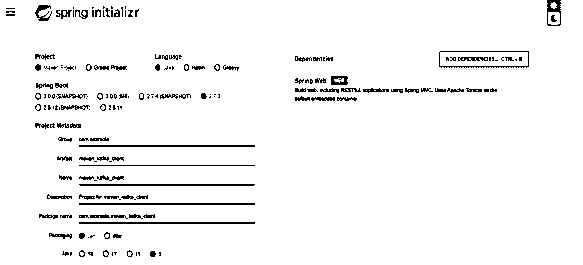 spring initializr
Project
Language
Maven Project
Gradle Project
Java
Kotlin
Groovy
Spring Boot
3.0.0 (SNAPSHOT)
2.7.4 (SNAPSHOT)
2.7.3
2.6.12 (SNAPSHOT)
2.6.11
Project Metadata
Group
com.example
Artifact
maven_kafka_client
Name
maven_kafka_client
Description
Project for maven_kafka_client
Package name
com.example.maven_kafka_client
Packaging
Jar
War
Java
18
17
11
8
Dependencies
ADD DEPENDENCIES... CTRL + B
Spring Web
WEB
Build web, including RESTful, applications using Spring MVC. Uses Apache Tomcat as the
default embedded container.